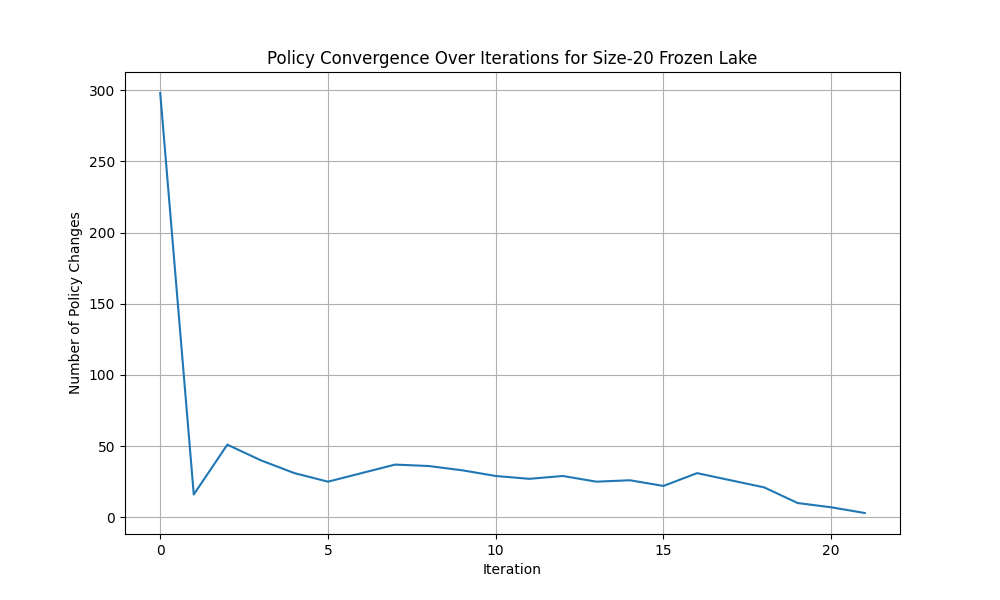 Policy Convergence Over Iterations for Size-20 Frozen Lake
Number of Policy Changes
300
250
200
150
100
50
0
0 5 10 15 20
Iteration